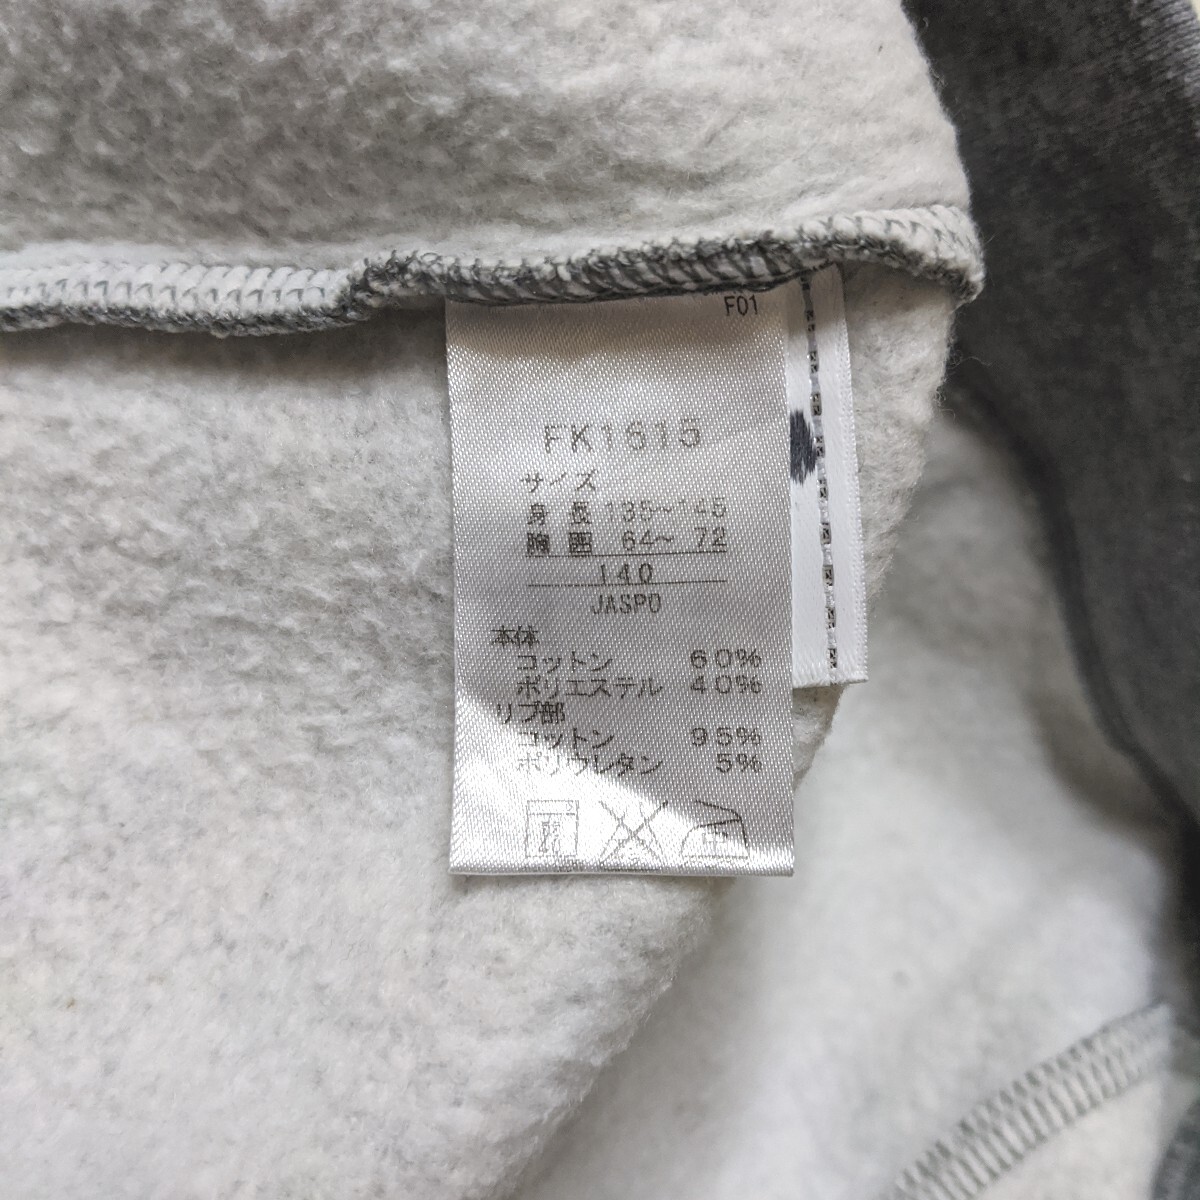 F01
FK1615
サイズ
身長 135~145
胸囲 64~ 72
140
JASPO
本体
コットン 60%
ポリエステル 40%
リブ部
コットン 95%
ポリウレタン 5%